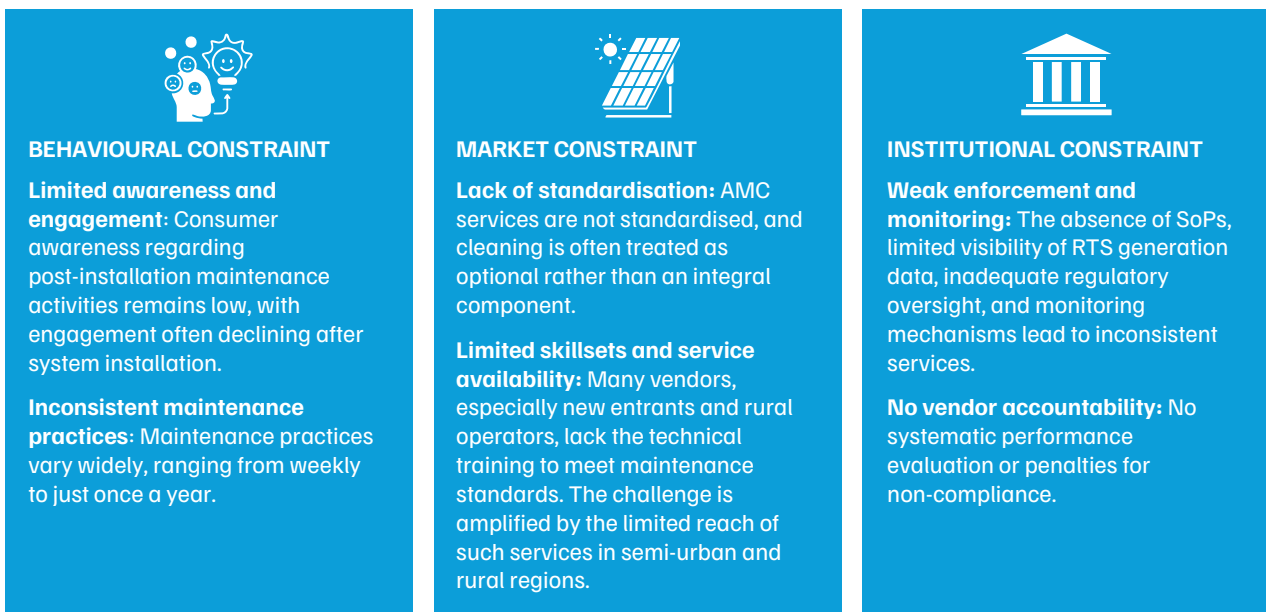 BEHAVIOURAL CONSTRAINT
Limited awareness and
engagement: Consumer
awareness regarding
post-installation maintenance
activities remains low, with
engagement often declining after
system installation.
Inconsistent maintenance
practices: Maintenance practices
vary widely, ranging from weekly
to just once a year.
MARKET CONSTRAINT
Lack of standardisation: AMC
services are not standardised, and
cleaning is often treated as
optional rather than an integral
component.
Limited skillsets and service
availability: Many vendors,
especially new entrants and rural
operators, lack the technical
training to meet maintenance
standards. The challenge is
amplified by the limited reach of
such services in semi-urban and
rural regions.
INSTITUTIONAL CONSTRAINT
Weak enforcement and
monitoring: The absence of SoPs,
limited visibility of RTS generation
data, inadequate regulatory
oversight, and monitoring
mechanisms lead to inconsistent
services.
No vendor accountability: No
systematic performance
evaluation or penalties for
non-compliance.